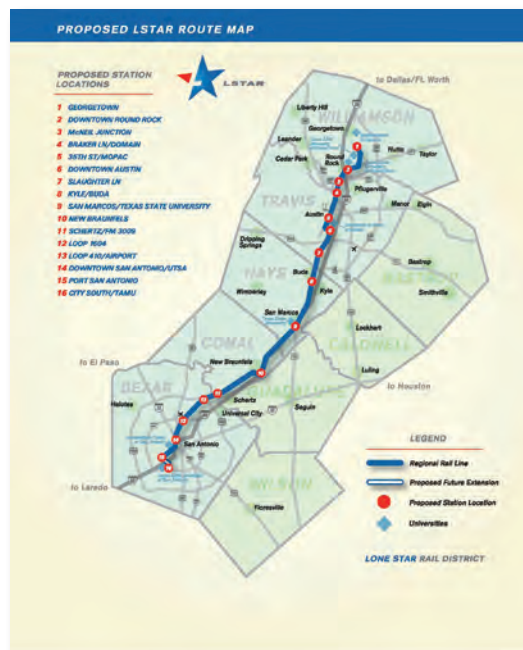 PROPOSED LSTAR ROUTE MAP
PROPOSED STATION
LOCATIONS
LSTAR
1 GEORGETOWN
2 DOWNTOWN ROUND ROCK
3 McNEIL JUNCTION
4 BRAKER LN/DOMAIN
5 35TH ST/MOPAC
6 DOWNTOWN AUSTIN
7 SLAUGHTER LN
8 KYLE/BUDA
9 SAN MARCOS/TEXAS STATE UNIVERSITY
10 NEW BRAUNFELS
11 SCHERTZ/FM 3009
12 LOOP 1604
13 LOOP 410/AIRPORT
14 DOWNTOWN SAN ANTONIO/UTSA
15 PORT SAN ANTONIO
16 CITY SOUTH/TAMU
to Dallas/Ft. Worth
Liberty Hill
WILLIAMSON
Georgetown
Leander
Hutto
Cedar Park
Round
Rock
Taylor
Pflugerville
TRAVIS
Manor
Elgin
Austin
Dripping
Springs
BASTROP
Bastrop
HAYS
Buda
Smithville
Kyle
Wimberley
San Marcos
Lockhart
COMAL
CALDWELL
to El Paso
New Braunfels
Luling
BEXAR
GUADALUPE
to Houston
Schertz
Helotes
Universal City
Seguin
San Antonio
WILSON
to Laredo
Floresville
LEGEND
Regional Rail Line
Proposed Future Extension
Proposed Station Location
Universities
LONE STAR RAIL DISTRICT